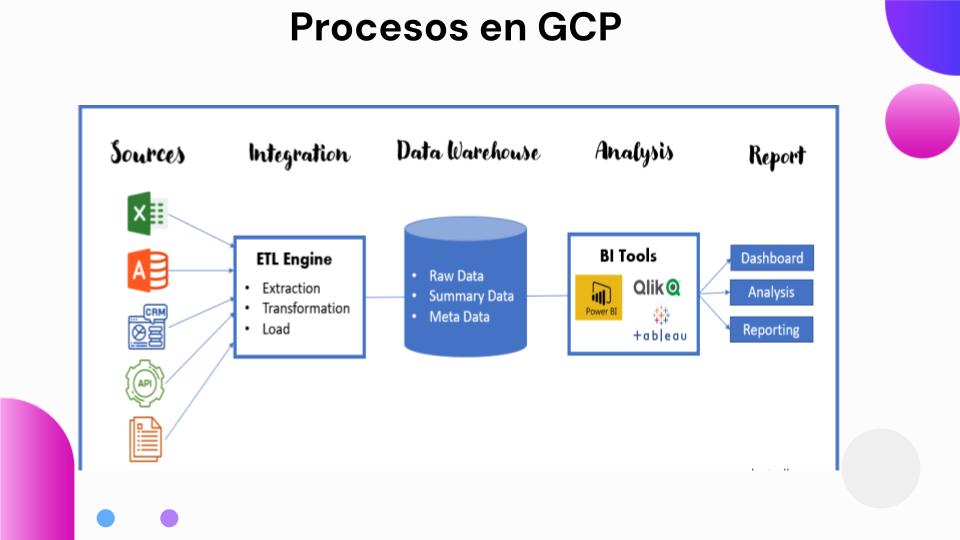 Procesos en GCP
Sources
Integration
Data Warehouse
Analysis
Report
X
A
CRM
API
ETL Engine
• Extraction
• Transformation
• Load
• Raw Data
• Summary Data
• Meta Data
BI Tools
Power BI
Qlik
+ableau
Dashboard
Analysis
Reporting